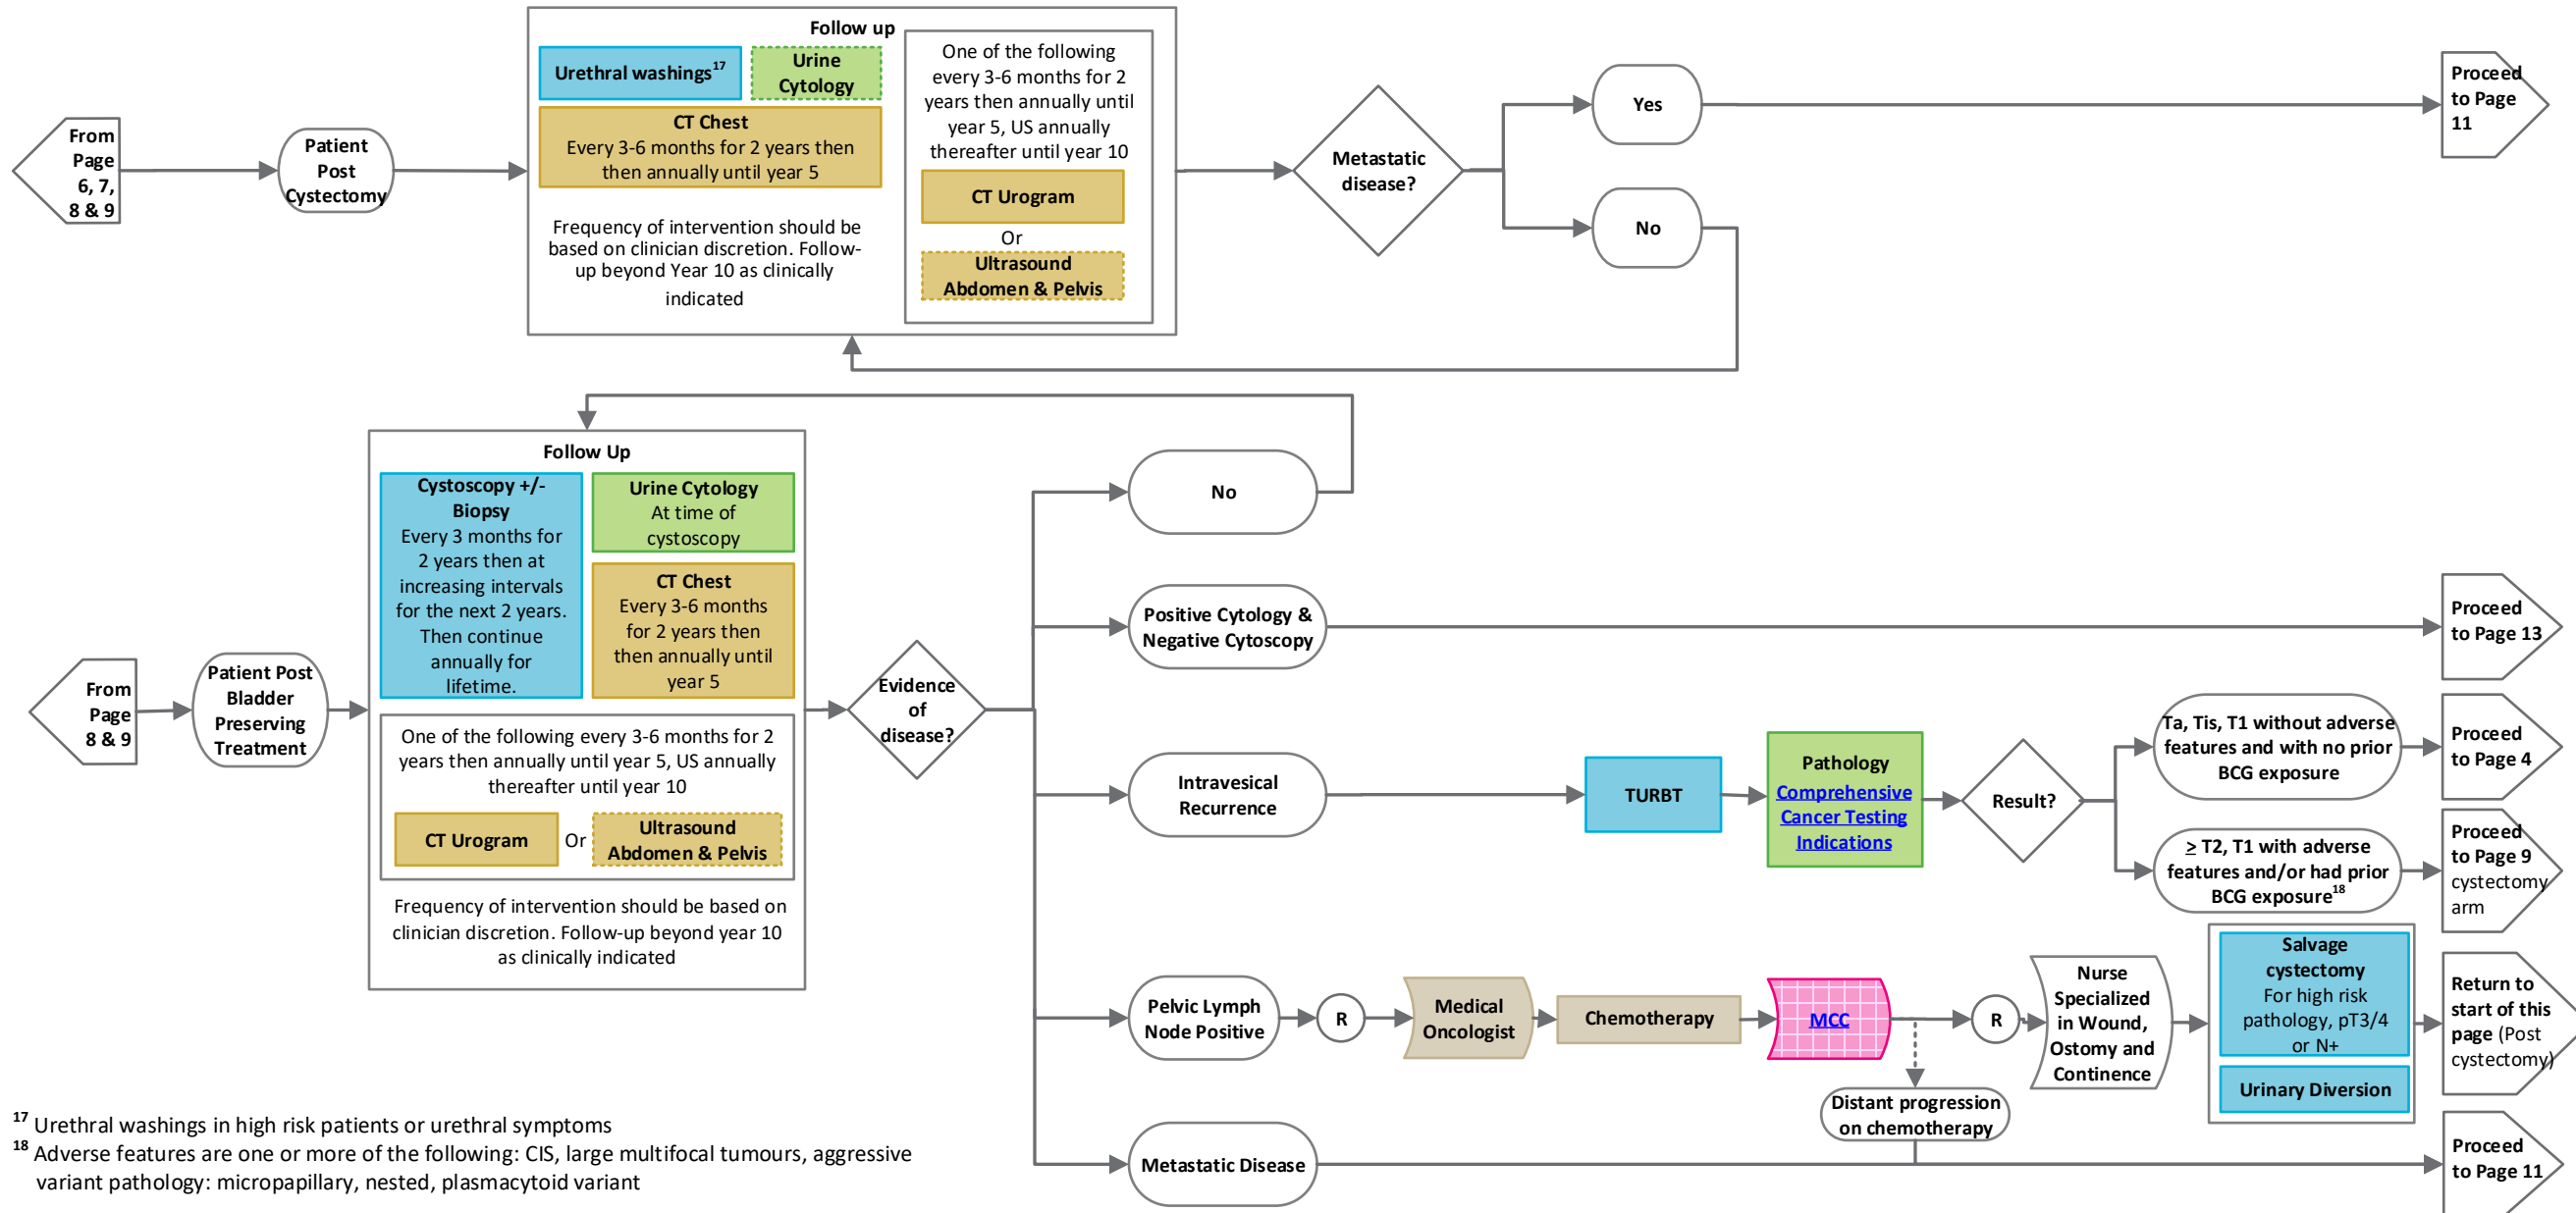 From
Page
6, 7,
8 & 9
Patient
Post
Cystectomy
Follow up
Urethral washings17
Urine
Cytology
CT Chest
Every 3-6 months for 2 years then
then annually until year 5
Frequency of intervention should be
based on clinician discretion. Follow-
up beyond Year 10 as clinically
indicated
One of the following
every 3-6 months for 2
years then annually until
year 5, US annually
thereafter until year 10
CT Urogram
Or
Ultrasound
Abdomen & Pelvis
Metastatic
disease?
Yes
No
Proceed
to Page
11
From
Page
8 & 9
Patient Post
Bladder
Preserving
Treatment
Follow Up
Cystoscopy +/-
Biopsy
Every 3 months for
2 years then at
increasing intervals
for the next 2 years.
Then continue
annually for
lifetime.
Urine Cytology
At time of
cystoscopy
CT Chest
Every 3-6 months
for 2 years then
then annually until
year 5
One of the following every 3-6 months for 2
years then annually until year 5, US annually
thereafter until year 10
CT Urogram
Or
Ultrasound
Abdomen & Pelvis
Frequency of intervention should be based on
clinician discretion. Follow-up beyond year 10
as clinically indicated
Evidence
of
disease?
No
Positive Cytology &
Negative Cytoscopy
Proceed
to Page 13
Intravesical
Recurrence
TURBT
Pathology
Comprehensive
Cancer Testing
Indications
Result?
Ta, Tis, T1 without adverse
features and with no prior
BCG exposure
Proceed
to Page 4
≥ T2, T1 with adverse
features and/or had prior
BCG exposure18
Proceed
to Page 9
cystectomy
arm
Pelvic Lymph
Node Positive
R
Medical
Oncologist
Chemotherapy
MCC
R
Nurse
Specialized
in Wound,
Ostomy and
Continence
Salvage
cystectomy
For high risk
pathology, pT3/4
or N+
Urinary Diversion
Return to
start of this
page (Post
cystectomy)
Distant progression
on chemotherapy
Metastatic Disease
Proceed
to Page 11
17 Urethral washings in high risk patients or urethral symptoms
18 Adverse features are one or more of the following: CIS, large multifocal tumours, aggressive
variant pathology: micropapillary, nested, plasmacytoid variant